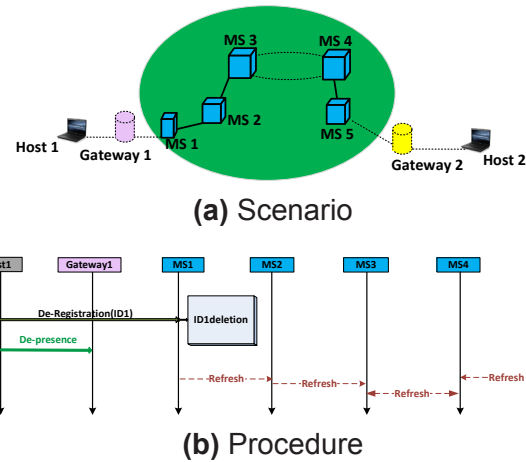 MS 3
MS 4
MS 2
MS 5
MS 1
Host 1
Gateway 1
Gateway 2
Host 2
(a) Scenario
st1
Gateway1
MS1
MS2
MS3
MS4
De-Registration(ID1)
ID1deletion
De-presence
Refresh
Refresh
Refresh
Refresh
(b) Procedure